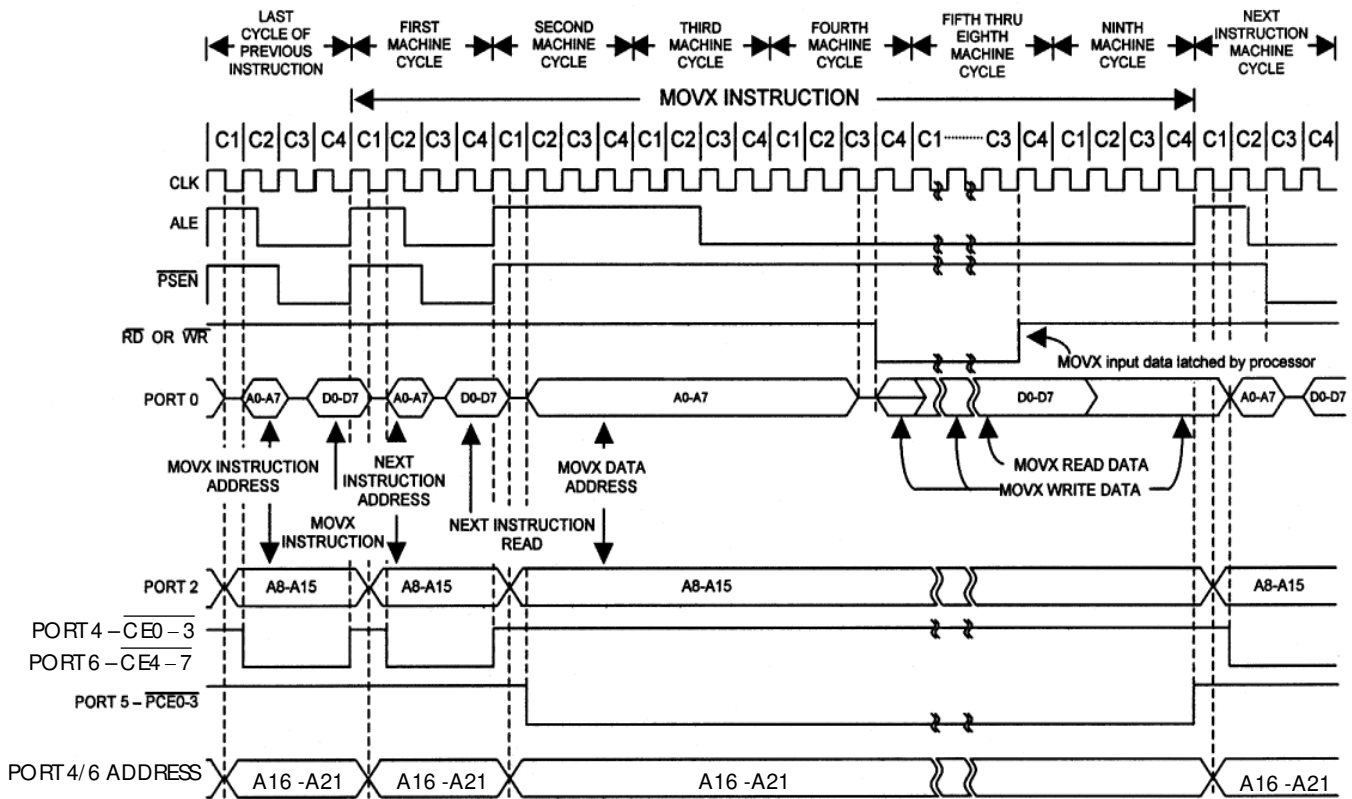 LAST
CYCLE OF
PREVIOUS
INSTRUCTION
FIRST
MACHINE
CYCLE
SECOND
MACHINE
CYCLE
THIRD
MACHINE
CYCLE
FOURTH
MACHINE
CYCLE
FIFTH THRU
EIGHTH
MACHINE
CYCLE
NINTH
MACHINE
CYCLE
NEXT
INSTRUCTION
MACHINE
CYCLE
MOVX INSTRUCTION
C1 C2 C3 C4 C1 C2 C3 C4 C1 C2 C3 C4 C1 C2 C3 C4 C1 C2 C3 C4 C1 ·········· C3 C4 C1 C2 C3 C4 C1 C2 C3 C4
CLK
ALE
PSEN
RD OR WR
MOVX input data latched by processor
PORT 0 A0-A7 D0-D7 A0-A7 D0-D7 A0-A7 D0-D7 A0-A7 D0-D7
MOVX INSTRUCTION
ADDRESS
NEXT
INSTRUCTION
ADDRESS
MOVX DATA
ADDRESS
MOVX READ DATA
MOVX WRITE DATA
MOVX
INSTRUCTION
NEXT INSTRUCTION
READ
PORT 2 A8-A15 A8-A15 A8-A15 A8-A15
PORT 4 – CE0 – 3
PORT 6 – CE4 – 7
PORT 5 – PCE0-3
PORT 4/6 ADDRESS A16 -A21 A16 -A21 A16 -A21 A16 -A21